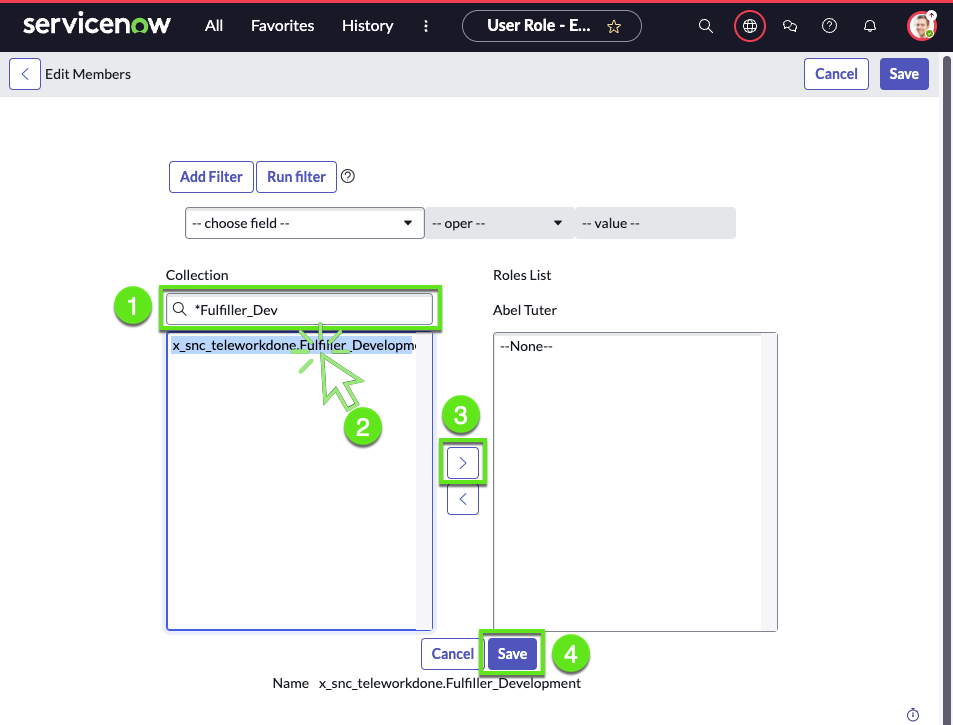 servicenow All Favorites History User Role - E...
Edit Members Cancel Save
Add Filter Run filter
-- choose field -- -- oper -- -- value --
Collection Roles List
1 *Fulfiller_Dev Abel Tuter
x_snc_teleworkdone.Fulfiller_Developme --None--
2 3
>
<
Cancel Save 4
Name x_snc_teleworkdone.Fulfiller_Development